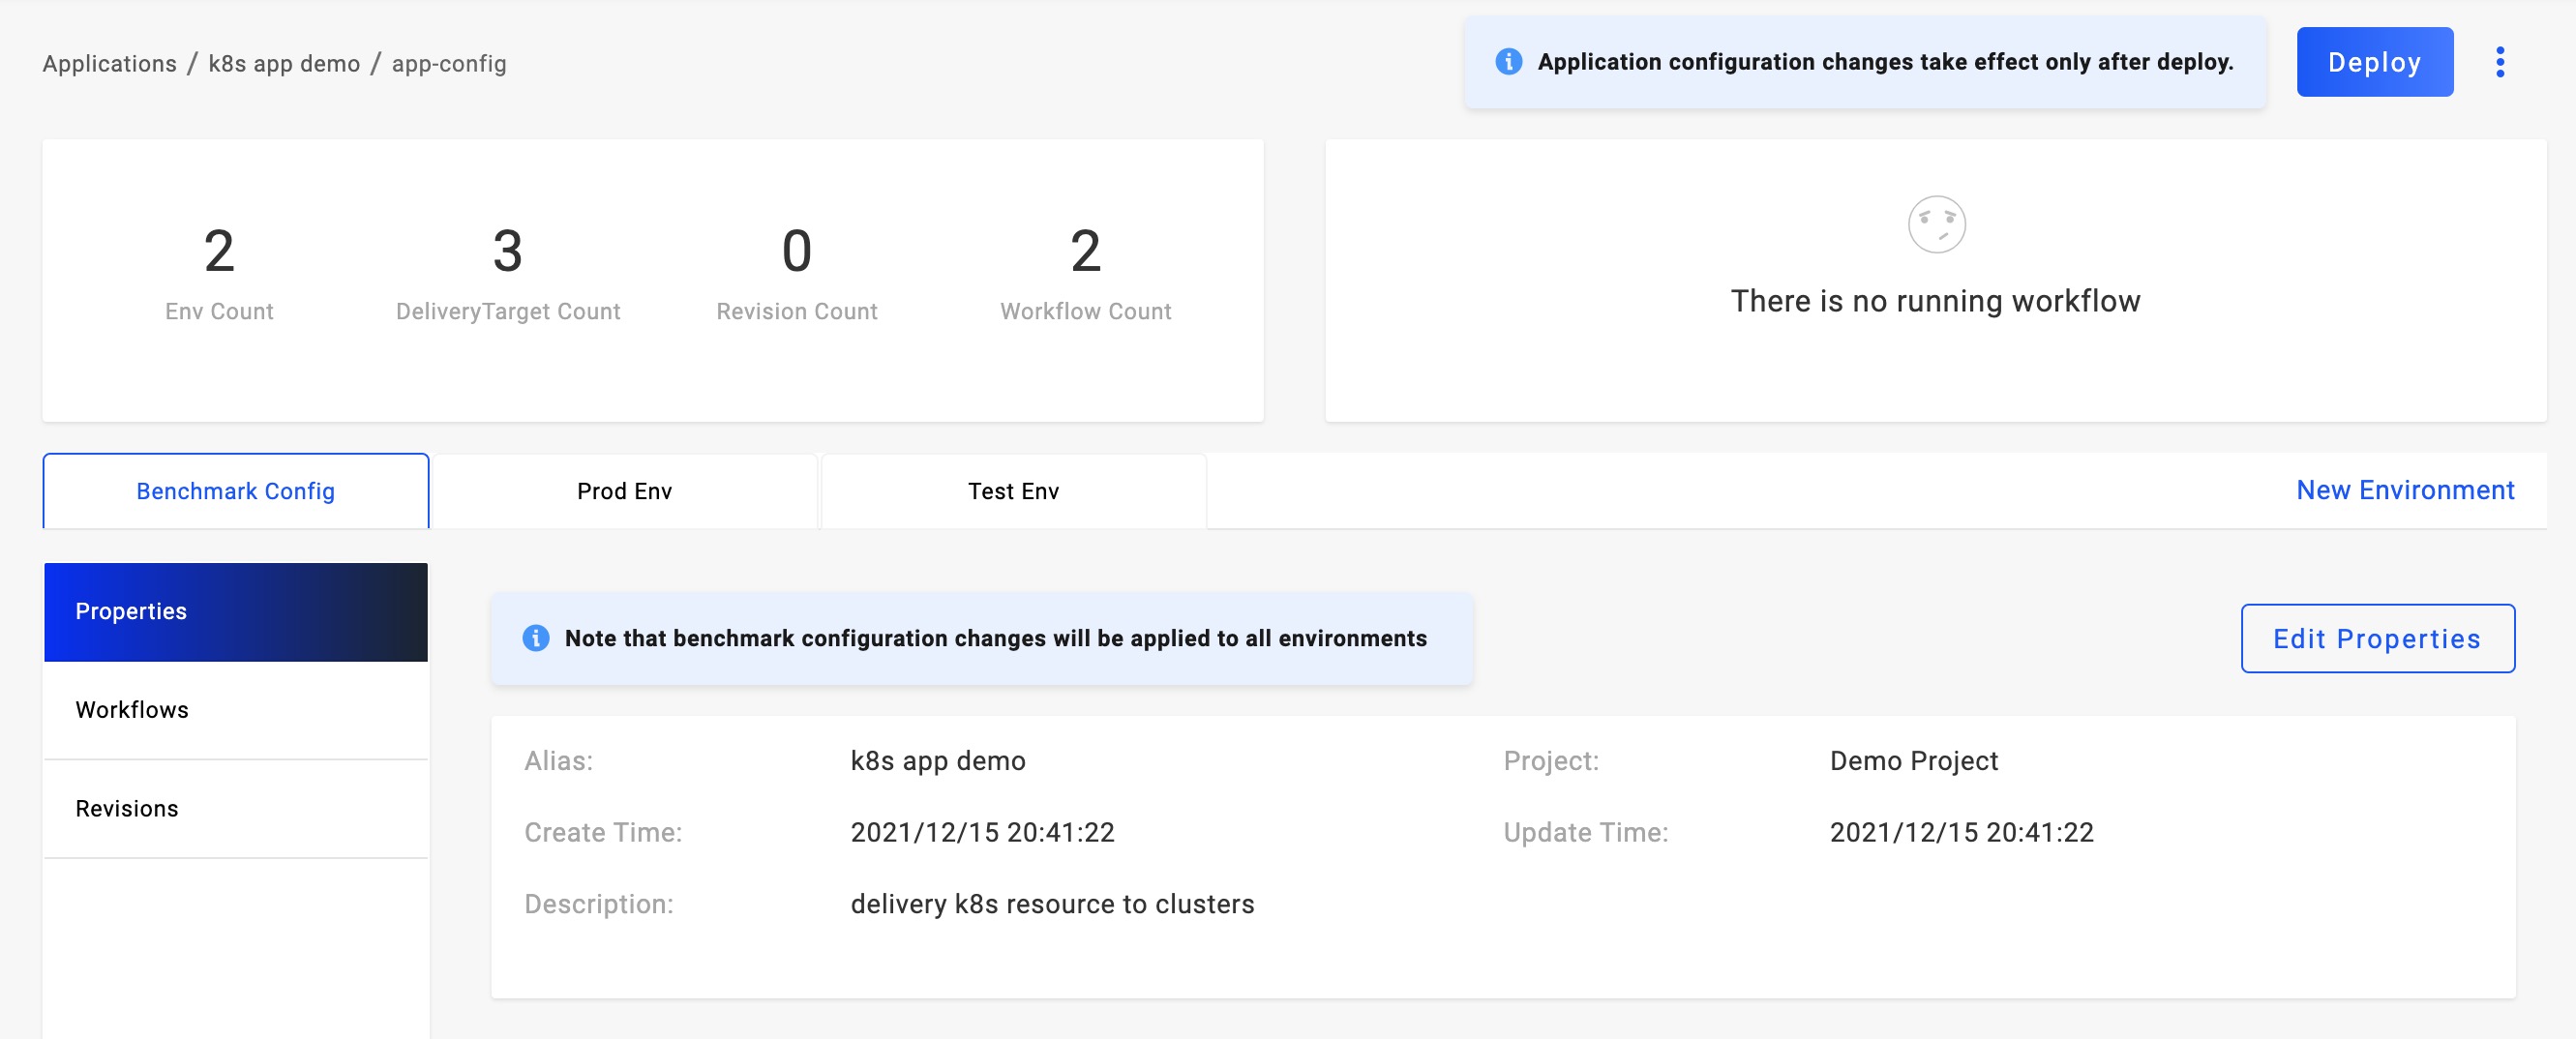 Applications / k8s app demo / app-config
Application configuration changes take effect only after deploy.
Deploy
2
Env Count
3
DeliveryTarget Count
0
Revision Count
2
Workflow Count
There is no running workflow
Benchmark Config
Prod Env
Test Env
New Environment
Properties
Workflows
Revisions
Note that benchmark configuration changes will be applied to all environments
Edit Properties
Alias: k8s app demo
Project: Demo Project
Create Time: 2021/12/15 20:41:22
Update Time: 2021/12/15 20:41:22
Description: delivery k8s resource to clusters